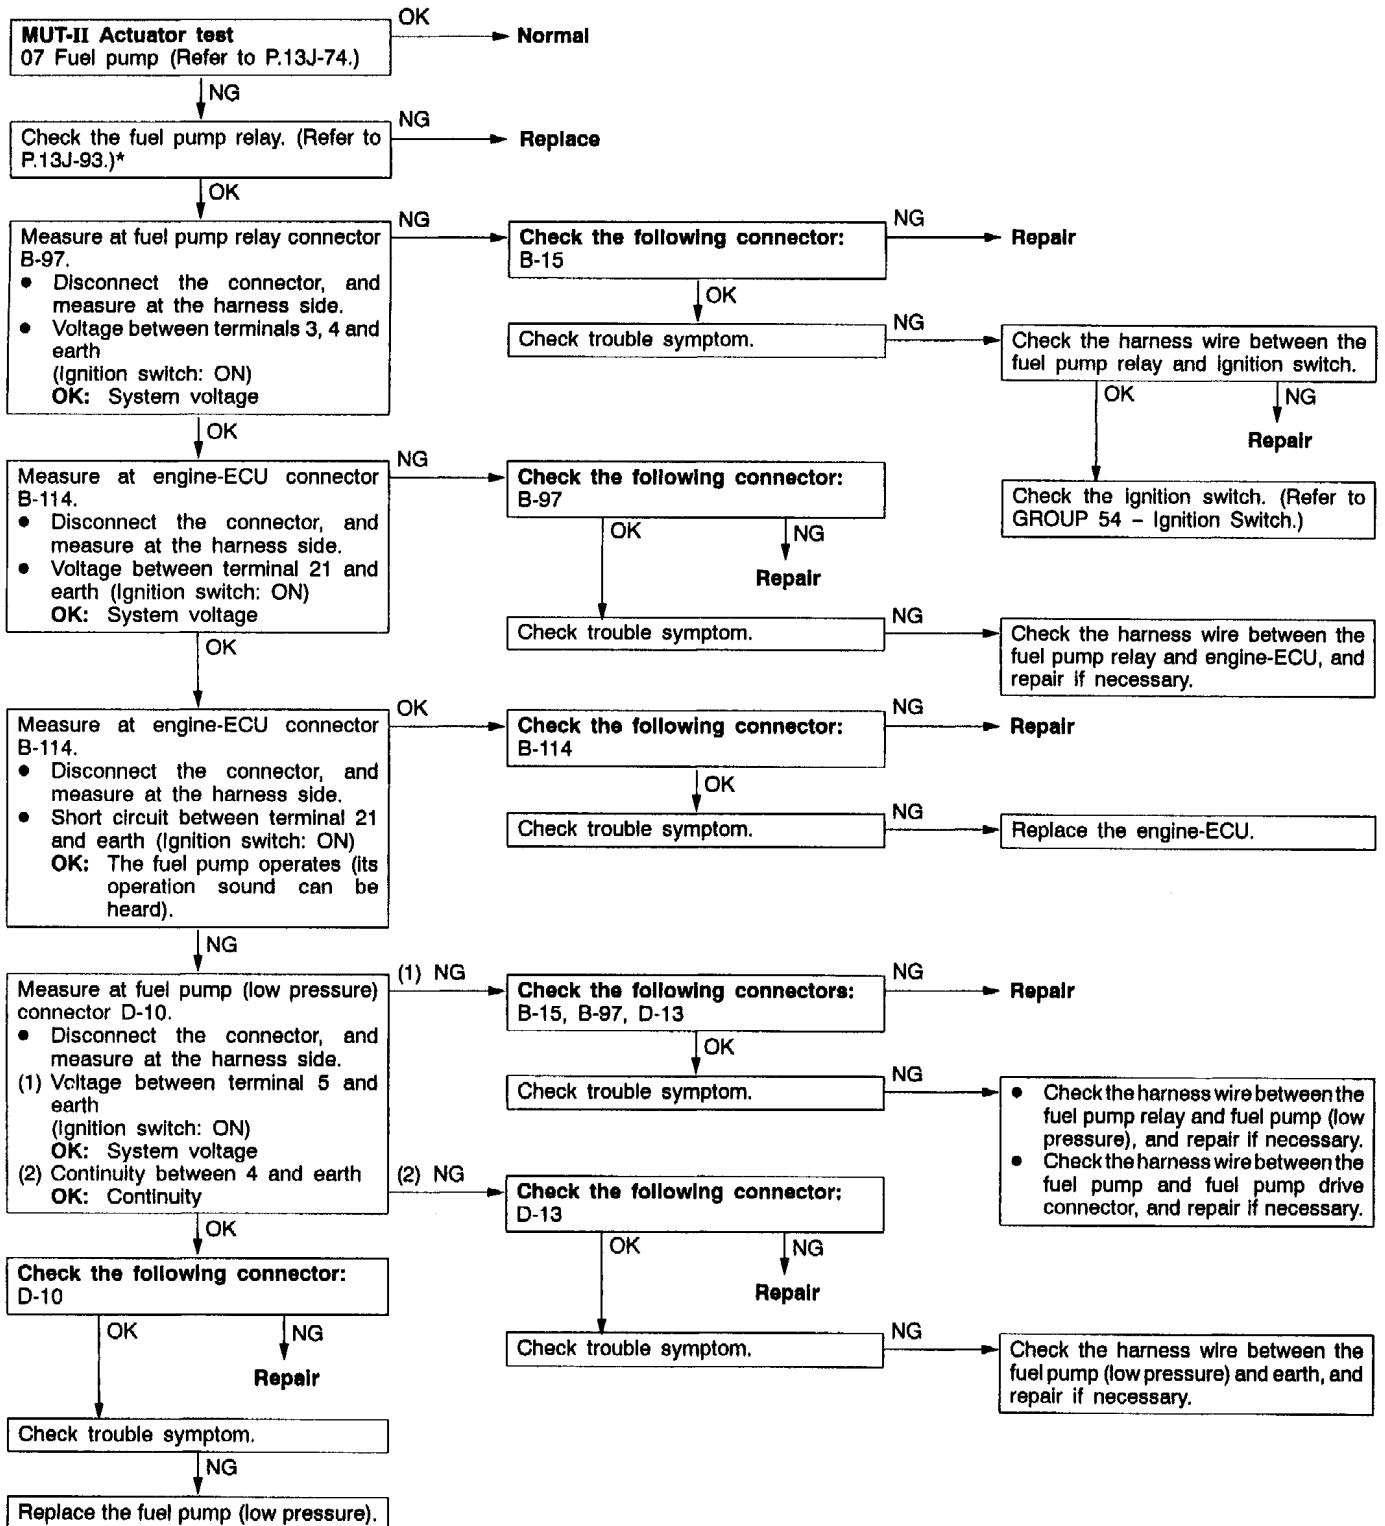 OK
MUT-II Actuator test
07 Fuel pump (Refer to P.13J-74.)
Normal
NG
Check the fuel pump relay. (Refer to
P.13J-93.)*
NG
Replace
OK
Measure at fuel pump relay connector
B-97.
● Disconnect the connector, and
measure at the harness side.
● Voltage between terminals 3, 4 and
earth
(Ignition switch: ON)
OK: System voltage
NG
Check the following connector:
B-15
NG
Repair
OK
Check trouble symptom.
NG
Check the harness wire between the
fuel pump relay and ignition switch.
OK
NG
Repair
Check the ignition switch. (Refer to
GROUP 54 – Ignition Switch.)
OK
Measure at engine-ECU connector
B-114.
● Disconnect the connector, and
measure at the harness side.
● Voltage between terminal 21 and
earth (Ignition switch: ON)
OK: System voltage
NG
Check the following connector:
B-97
OK
NG
Repair
Check trouble symptom.
NG
Check the harness wire between the
fuel pump relay and engine-ECU, and
repair if necessary.
OK
Measure at engine-ECU connector
B-114.
● Disconnect the connector, and
measure at the harness side.
● Short circuit between terminal 21
and earth (Ignition switch: ON)
OK: The fuel pump operates (its
operation sound can be
heard).
OK
Check the following connector:
B-114
NG
Repair
OK
Check trouble symptom.
NG
Replace the engine-ECU.
NG
Measure at fuel pump (low pressure)
connector D-10.
● Disconnect the connector, and
measure at the harness side.
(1) Voltage between terminal 5 and
earth
(Ignition switch: ON)
OK: System voltage
(2) Continuity between 4 and earth
OK: Continuity
(1) NG
Check the following connectors:
B-15, B-97, D-13
NG
Repair
OK
Check trouble symptom.
NG
● Check the harness wire between the
fuel pump relay and fuel pump (low
pressure), and repair if necessary.
● Check the harness wire between the
fuel pump and fuel pump drive
connector, and repair if necessary.
(2) NG
Check the following connector:
D-13
OK
NG
Repair
Check trouble symptom.
NG
Check the harness wire between the
fuel pump (low pressure) and earth, and
repair if necessary.
OK
Check the following connector:
D-10
OK
NG
Repair
Check trouble symptom.
NG
Replace the fuel pump (low pressure).